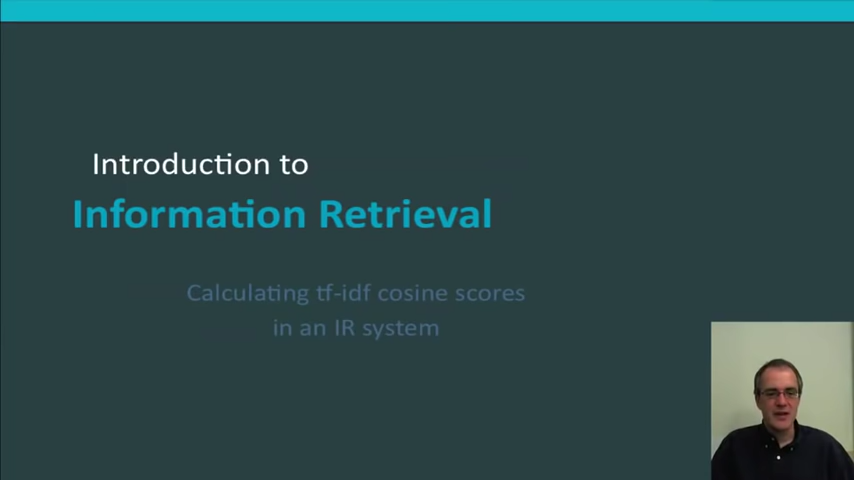 Introduction to
Information Retrieval
Calculating tf-idf cosine scores
in an IR system